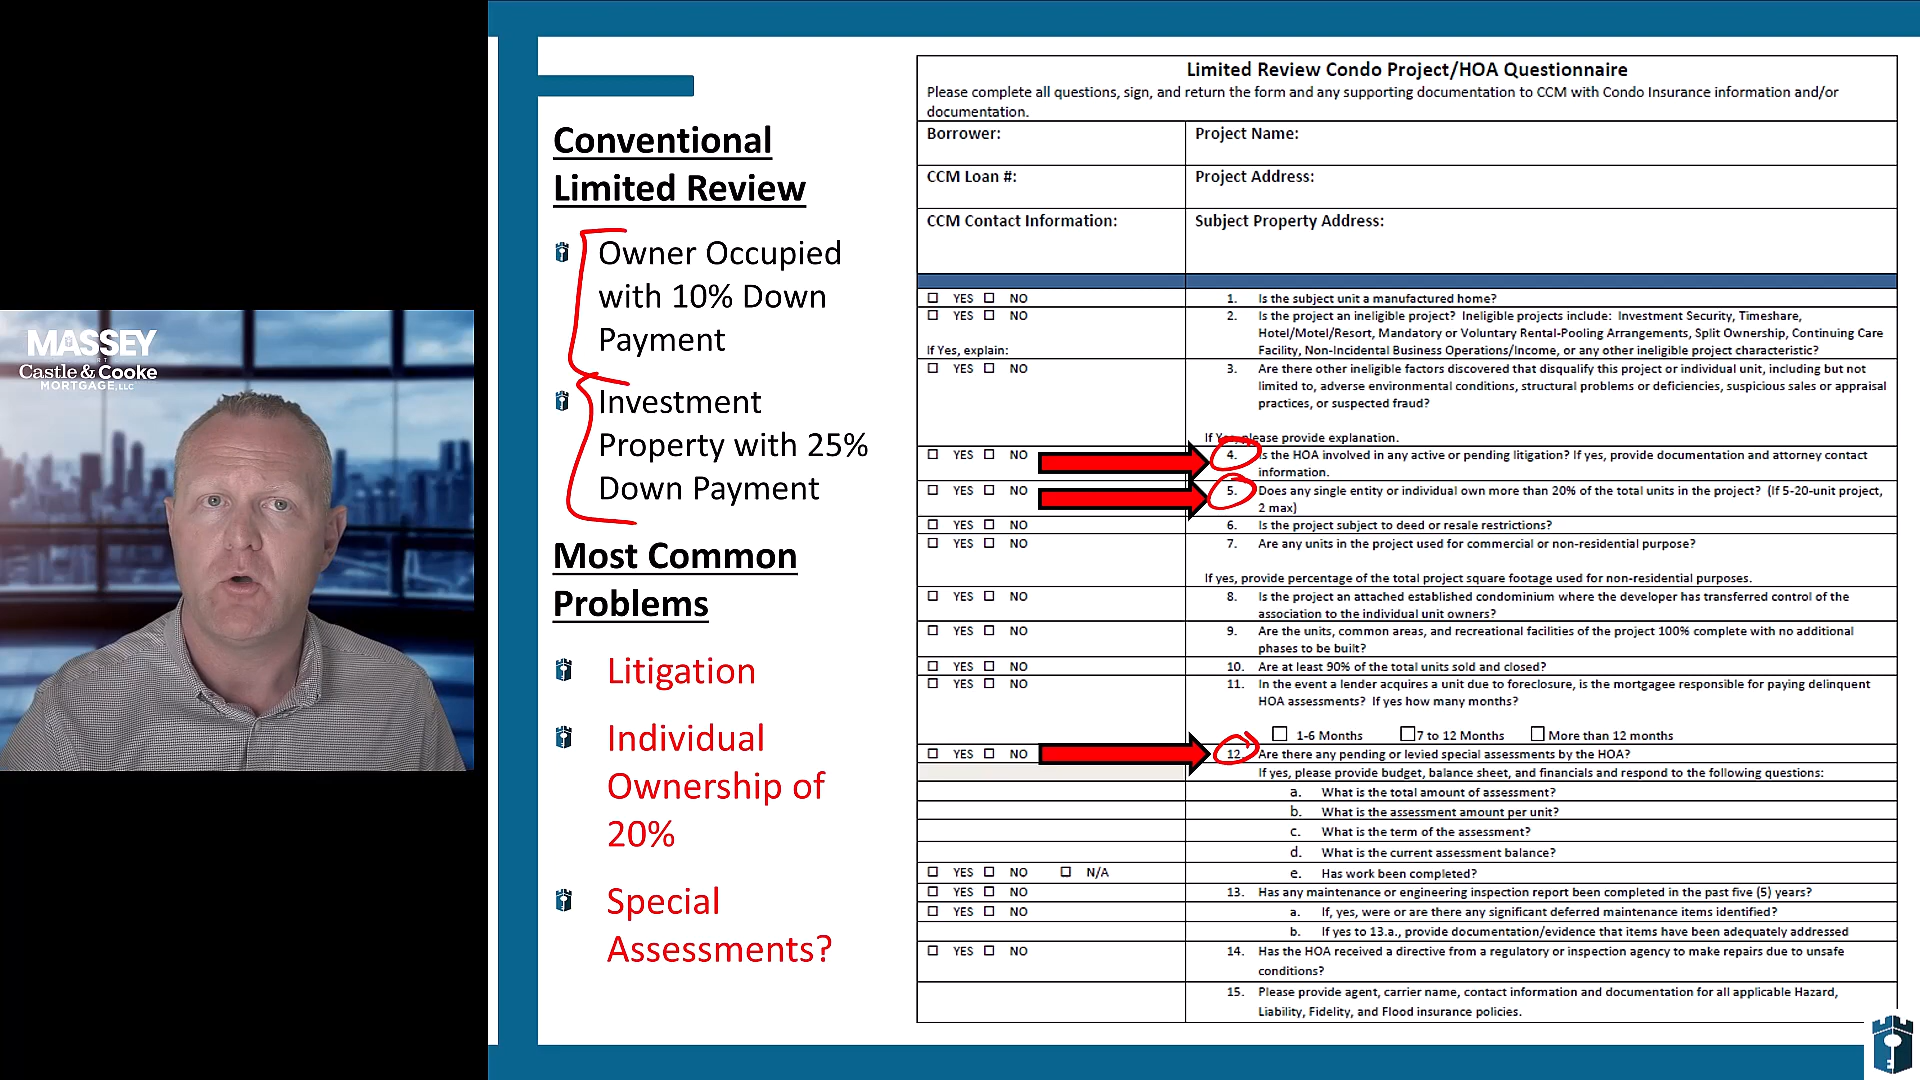 MASSEY
Castle & Cooke
MORTGAGE, LLC
Conventional
Limited Review
Owner Occupied
with 10% Down
Payment
Investment
Property with 25%
Down Payment
Most Common
Problems
Litigation
Individual
Ownership of
20%
Special
Assessments?
Limited Review Condo Project/HOA Questionnaire
Please complete all questions, sign, and return the form and any supporting documentation to CCM with Condo Insurance information and/or
documentation.
Borrower:
Project Name:
CCM Loan #:
Project Address:
CCM Contact Information:
Subject Property Address:
YES NO 1. Is the subject unit a manufactured home?
YES NO 2. Is the project an ineligible project? Ineligible projects include: Investment Security, Timeshare,
Hotel/Motel/Resort, Mandatory or Voluntary Rental-Pooling Arrangements, Split Ownership, Continuing Care
If Yes, explain: Facility, Non-Incidental Business Operations/Income, or any other ineligible project characteristic?
YES NO 3. Are there other ineligible factors discovered that disqualify this project or individual unit, including but not
limited to, adverse environmental conditions, structural problems or deficiencies, suspicious sales or appraisal
practices, or suspected fraud?
If Yes, please provide explanation.
YES NO 4. Is the HOA involved in any active or pending litigation? If yes, provide documentation and attorney contact
information.
YES NO 5. Does any single entity or individual own more than 20% of the total units in the project? (If 5-20-unit project,
2 max)
YES NO 6. Is the project subject to deed or resale restrictions?
YES NO 7. Are any units in the project used for commercial or non-residential purpose?
If yes, provide percentage of the total project square footage used for non-residential purposes.
YES NO 8. Is the project an attached established condominium where the developer has transferred control of the
association to the individual unit owners?
YES NO 9. Are the units, common areas, and recreational facilities of the project 100% complete with no additional
phases to be built?
YES NO 10. Are at least 90% of the total units sold and closed?
YES NO 11. In the event a lender acquires a unit due to foreclosure, is the mortgagee responsible for paying delinquent
HOA assessments? If yes how many months?
1-6 Months 7 to 12 Months More than 12 months
YES NO 12. Are there any pending or levied special assessments by the HOA?
If yes, please provide budget, balance sheet, and financials and respond to the following questions:
a. What is the total amount of assessment?
b. What is the assessment amount per unit?
c. What is the term of the assessment?
d. What is the current assessment balance?
YES NO N/A e. Has work been completed?
YES NO 13. Has any maintenance or engineering inspection report been completed in the past five (5) years?
YES NO a. If, yes, were or are there any significant deferred maintenance items identified?
b. If yes to 13.a., provide documentation/evidence that items have been adequately addressed
YES NO 14. Has the HOA received a directive from a regulatory or inspection agency to make repairs due to unsafe
conditions?
15. Please provide agent, carrier name, contact information and documentation for all applicable Hazard,
Liability, Fidelity, and Flood insurance policies.